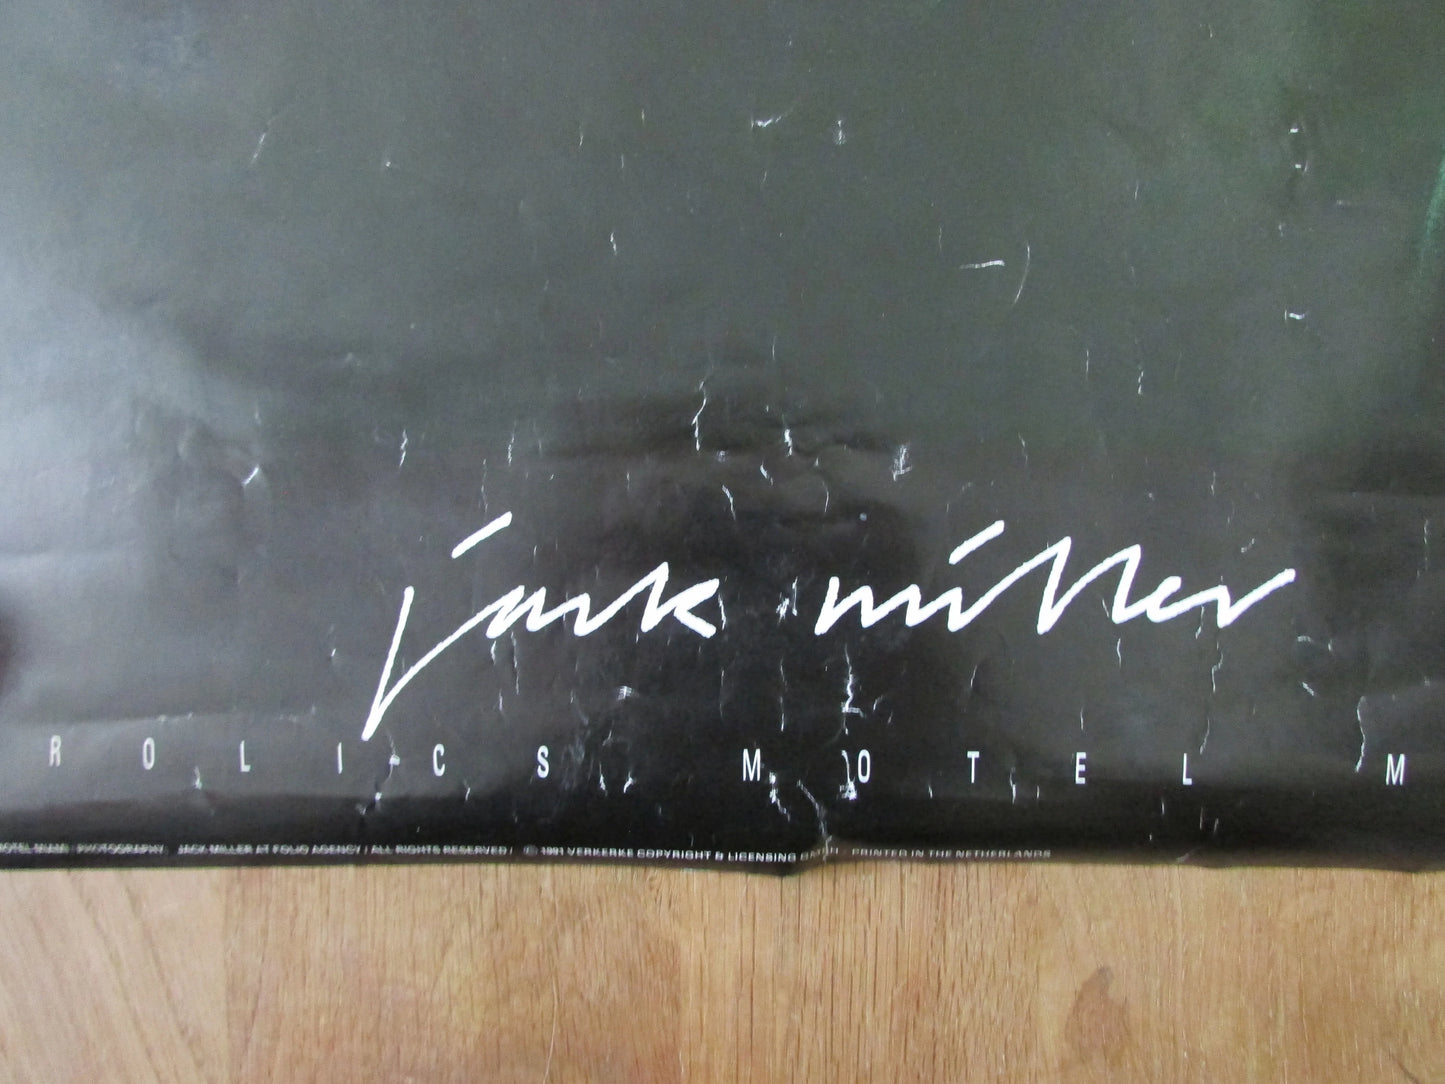 jack miller
ROLICS MOTEL M
PHOTOGRAPHY JACK MILLER AT FOLIO AGENCY | ALL RIGHTS RESERVED | © 1991 VERKERKE COPYRIGHT & LICENSING PRINTED IN THE NETHERLANDS